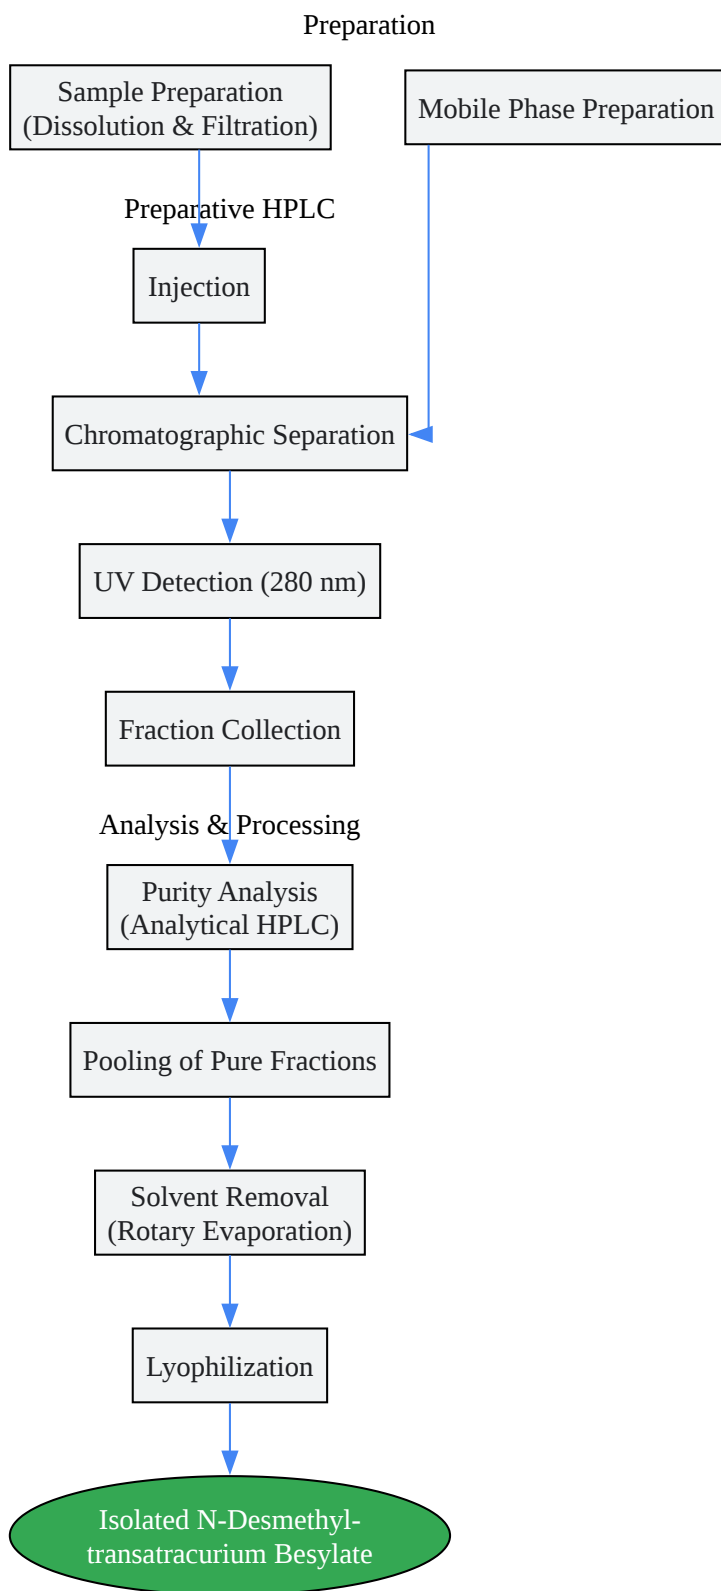 Preparation
Sample Preparation
(Dissolution & Filtration)
Mobile Phase Preparation
Preparative HPLC
Injection
Chromatographic Separation
UV Detection (280 nm)
Fraction Collection
Analysis & Processing
Purity Analysis
(Analytical HPLC)
Pooling of Pure Fractions
Solvent Removal
(Rotary Evaporation)
Lyophilization
Isolated N-Desmethyl-
transatracurium Besylate